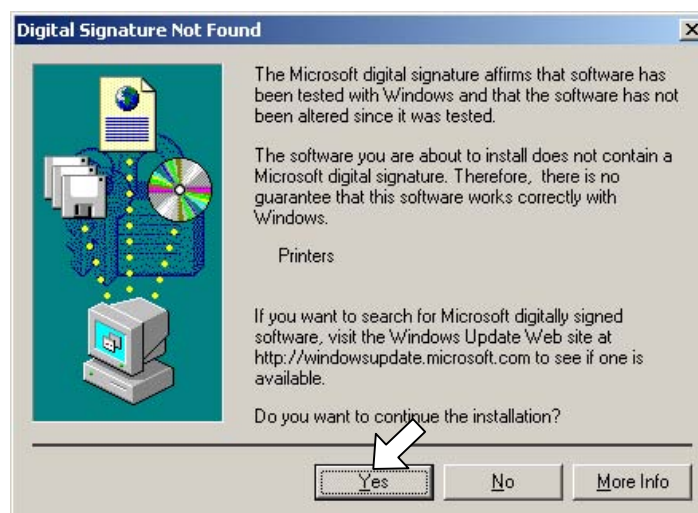 Digital Signature Not Found
The Microsoft digital signature affirms that software has
been tested with Windows and that the software has not
been altered since it was tested.
The software you are about to install does not contain a
Microsoft digital signature. Therefore, there is no
guarantee that this software works correctly with
Windows.
Printers
If you want to search for Microsoft digitally signed
software, visit the Windows Update Web site at
http://windowsupdate.microsoft.com to see if one is
available.
Do you want to continue the installation?
Yes No More Info